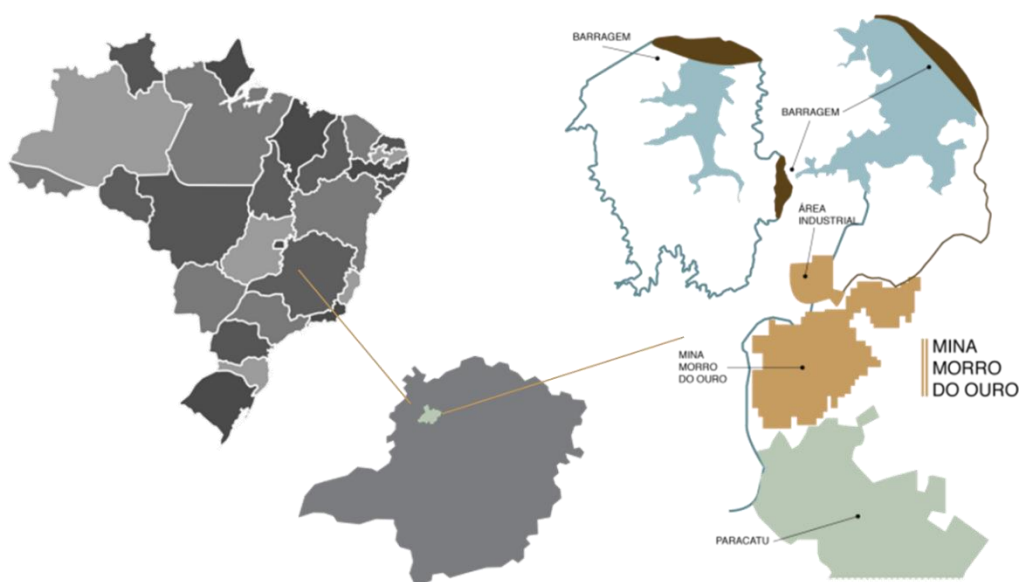 BARRAGEM
BARRAGEM
ÁREA
INDUSTRIAL
MINA
MORRO
DO OURO
MINA
MORRO
DO OURO
PARACATU